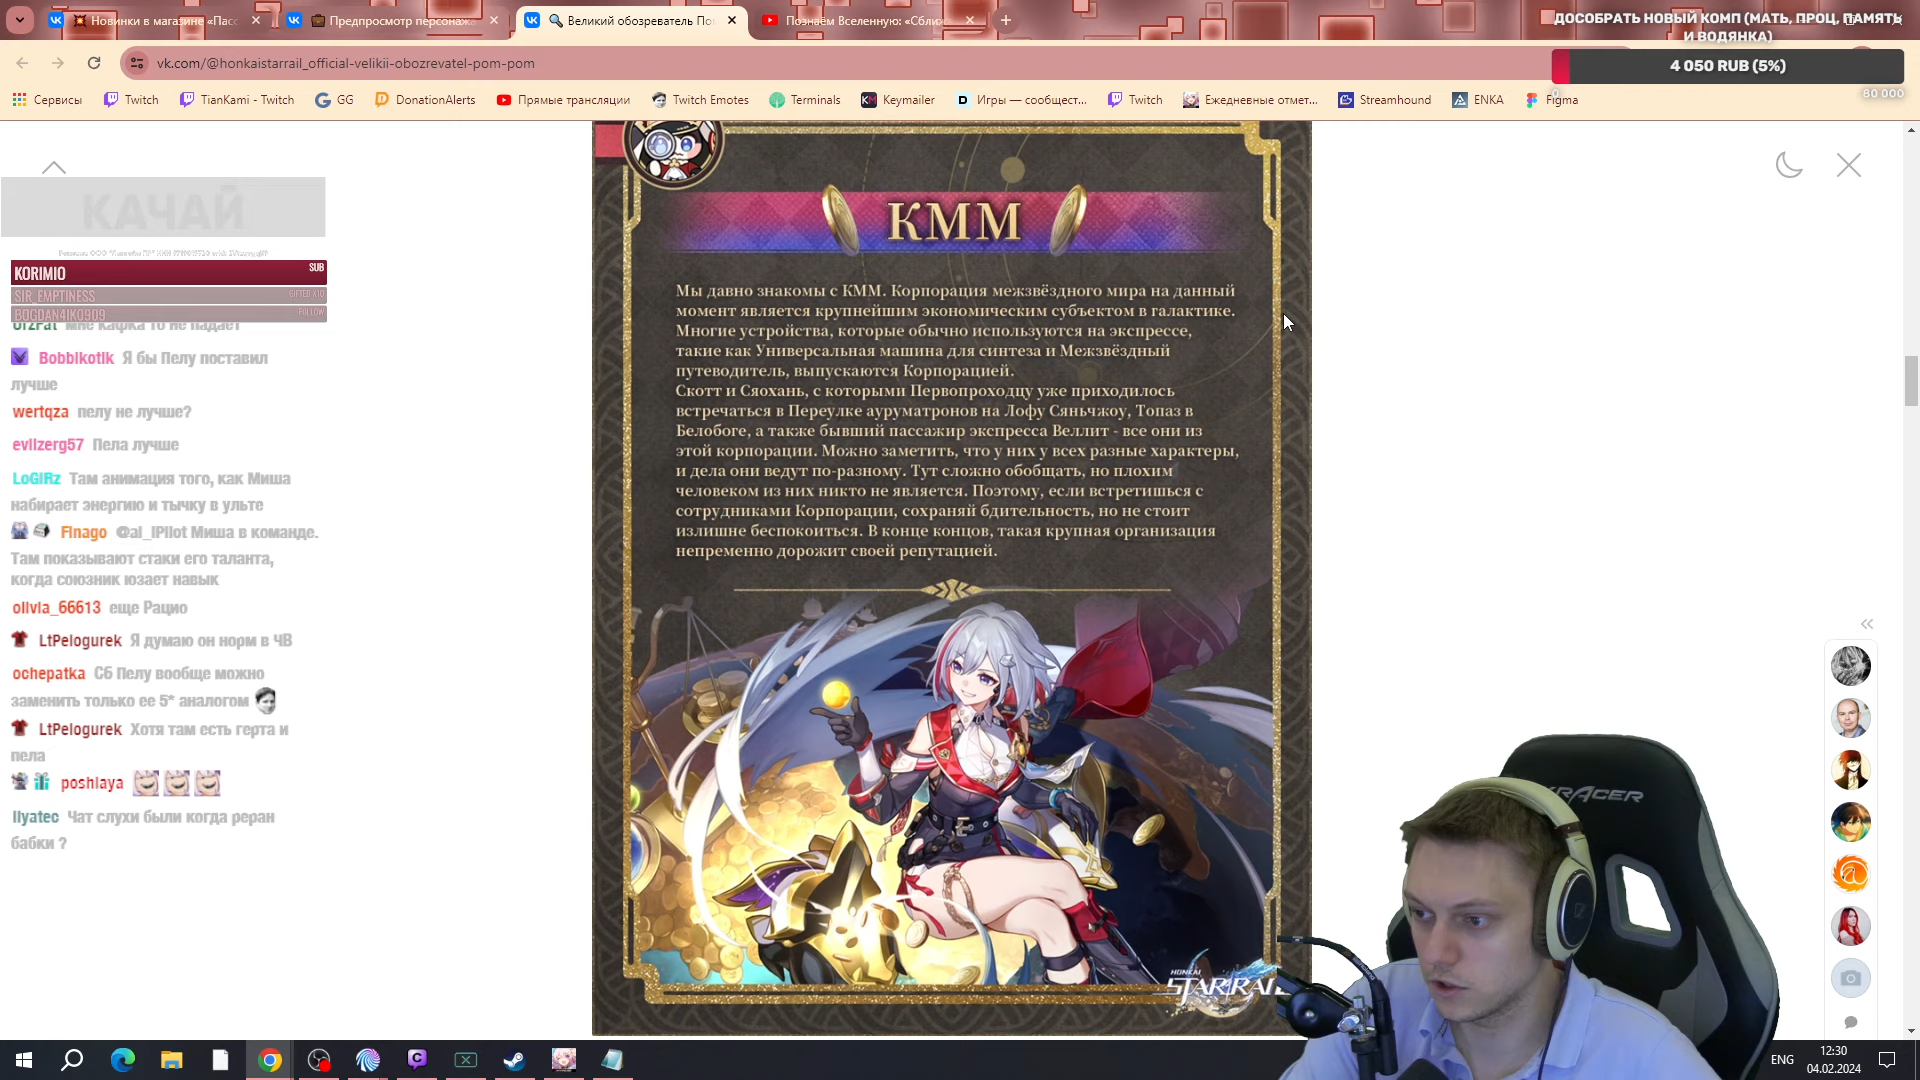 Новинки в магазине «Пасс
Предпросмотр персонажа
Великий обозреватель Пом
Познаём Вселенную: «Сближ
ДОСОБРАТЬ НОВЫЙ КОМП (МАТЬ, ПРОЦ, ПАМЯТЬ
И ВОДЯНКА)
vk.com/@honkaistarrail_official-velikii-obozrevatel-pom-pom
4 050 RUB (5%)
0
80 000
Сервисы
Twitch
TianKami - Twitch
GG
DonationAlerts
Прямые трансляции
Twitch Emotes
Terminals
Keymailer
Игры — сообщест...
Twitch
Ежедневные отмет...
Streamhound
ENKA
Figma
КАЧАЙ
KORIMIO
SUB
SIR_EMPTINESS
GIFTED X10
BOGDAN4IK0909
FOLLOW
мне кафка то не падает
Bobbikotik Я бы Пелу поставил
лучше
wertqza пелу не лучше?
evilzerg57 Пела лучше
LoGiRz Там анимация того, как Миша
набирает энергию и тычку в ульте
Finago @al_iPilot Миша в команде.
Там показывают стаки его таланта,
когда союзник юзает навык
olivia_66613 еще Рацио
LtPelogurek Я думаю он норм в ЧВ
ochepatka С6 Пелу вообще можно
заменить только ее 5* аналогом
LtPelogurek Хотя там есть герта и
пела
poshlaya
ilyatec Чат слухи были когда реран
бабки ?
КММ
Мы давно знакомы с КММ. Корпорация межзвёздного мира на данный
момент является крупнейшим экономическим субъектом в галактике.
Многие устройства, которые обычно используются на экспрессе,
такие как Универсальная машина для синтеза и Межзвёздный
путеводитель, выпускаются Корпорацией.
Скотт и Сяохань, с которыми Первопроходцу уже приходилось
встречаться в Переулке ауруматронов на Лофу Сяньчжоу, Топаз в
Белобоге, а также бывший пассажир экспресса Веллит - все они из
этой корпорации. Можно заметить, что у них у всех разные характеры,
и дела они ведут по-разному. Тут сложно обобщать, но плохим
человеком из них никто не является. Поэтому, если встретишься с
сотрудниками Корпорации, сохраняй бдительность, но не стоит
излишне беспокоиться. В конце концов, такая крупная организация
непременно дорожит своей репутацией.
HONKAI
STAR RAIL
XRACER
ENG
12:30
04.02.2024